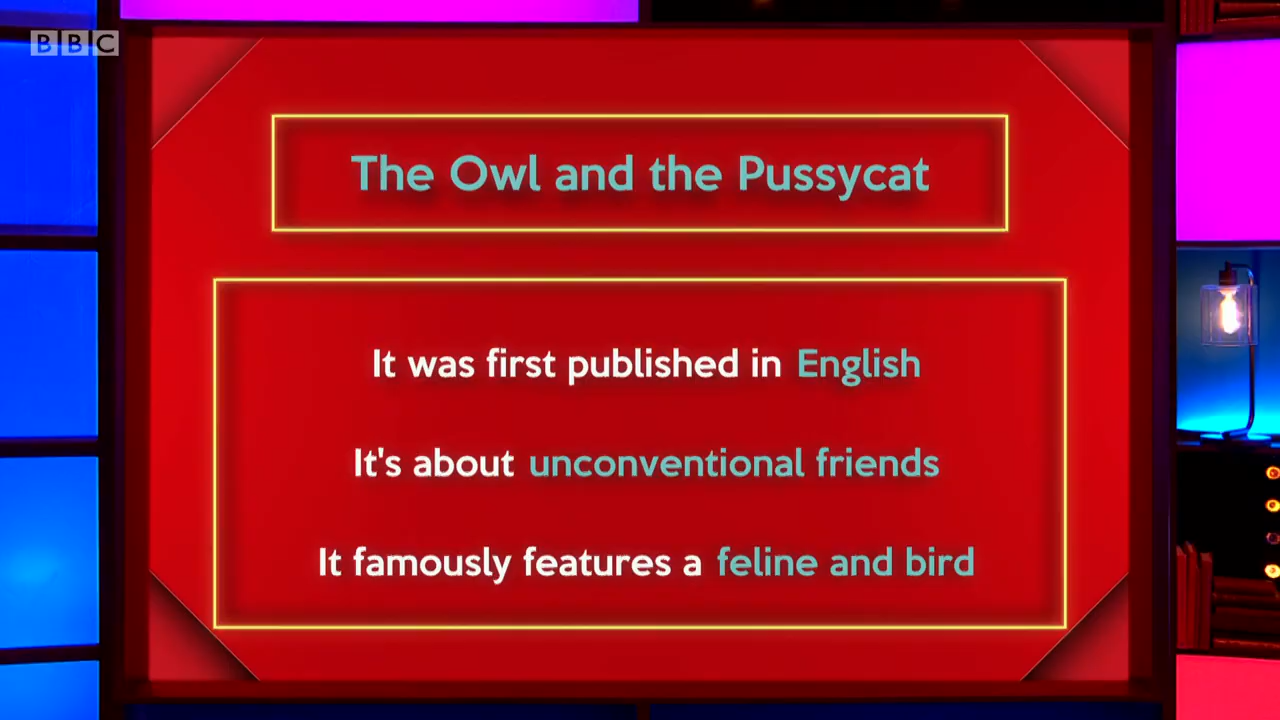 BBC
The Owl and the Pussycat
It was first published in English
It's about unconventional friends
It famously features a feline and bird